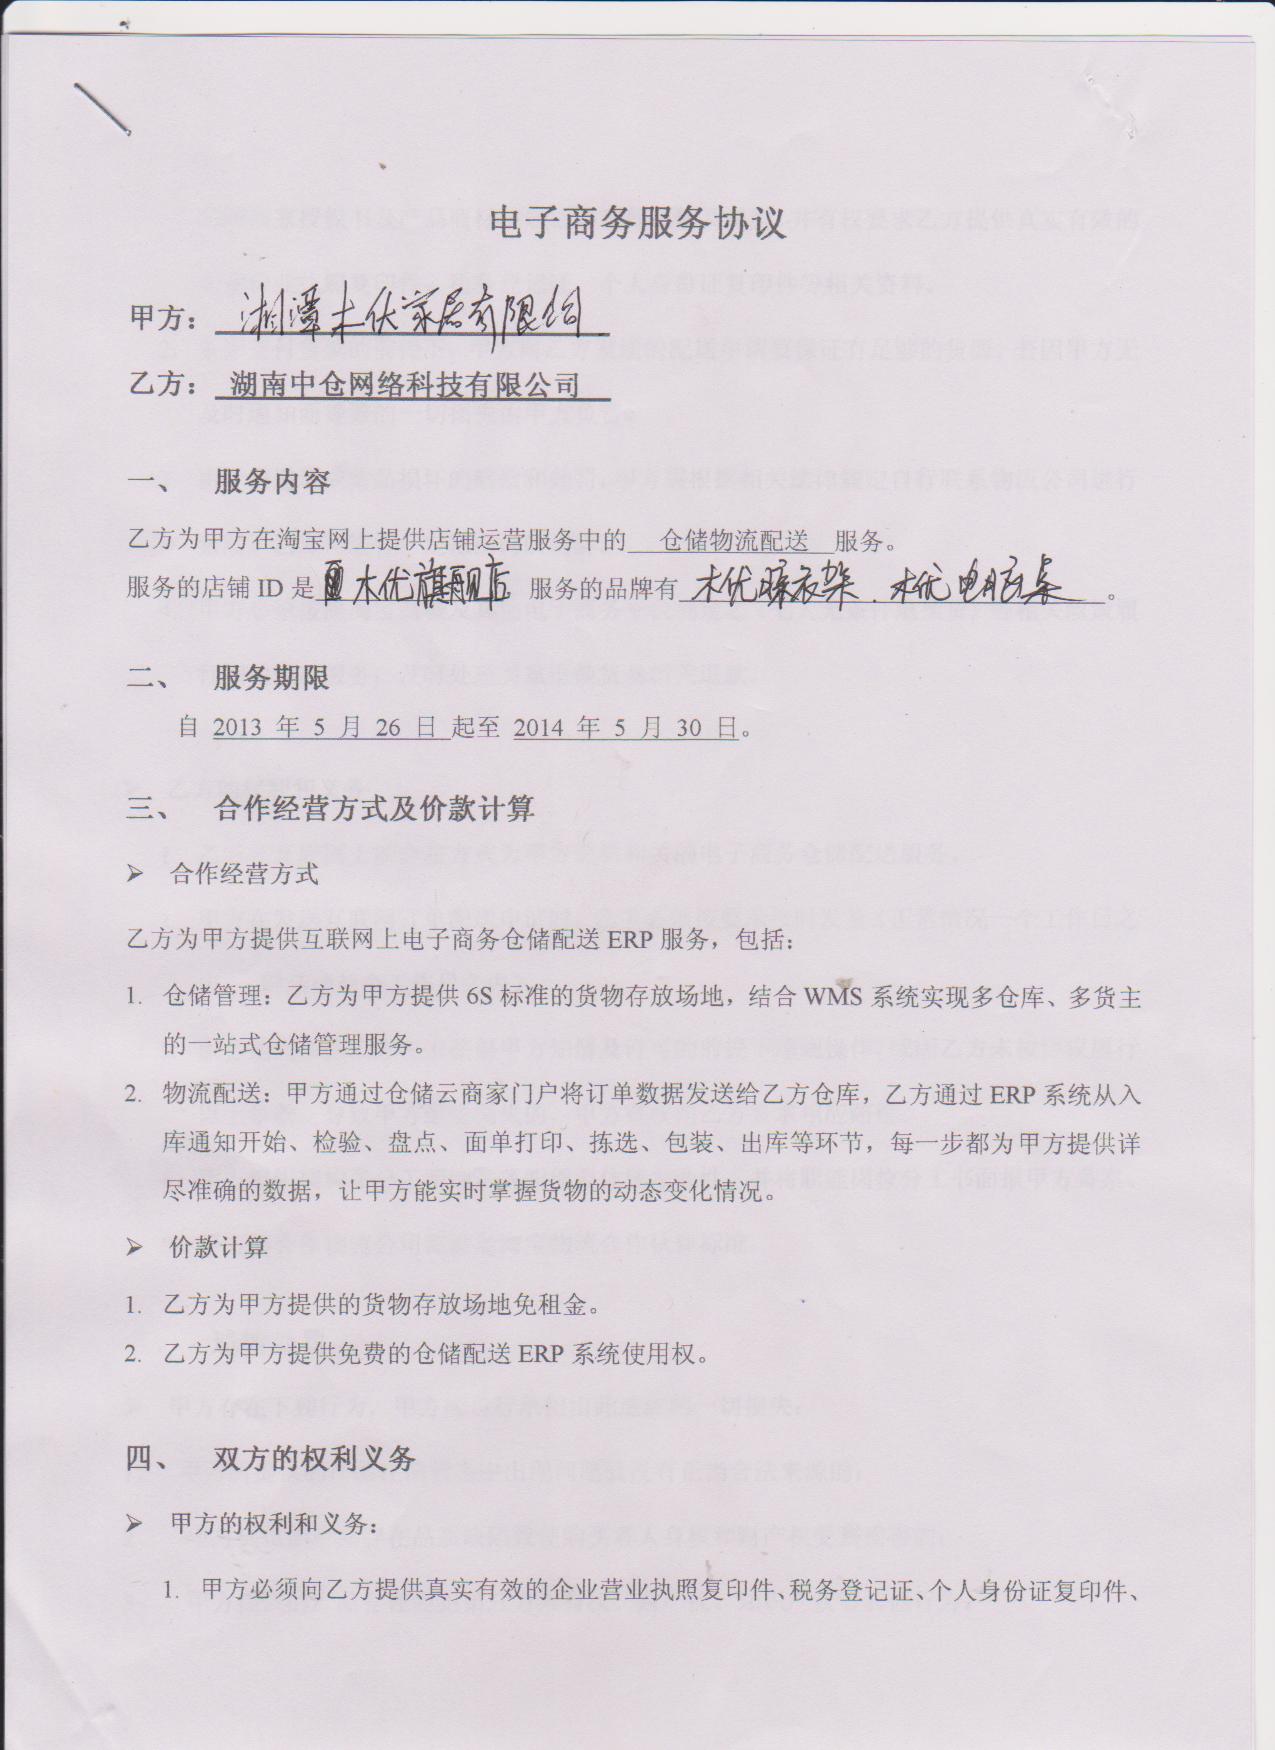 电子商务服务协议
甲方：湘潭木优家居有限公司
乙方：湖南中仓网络科技有限公司
一、 服务内容
乙方为甲方在淘宝网上提供店铺运营服务中的 仓储物流配送 服务。
服务的店铺 ID 是 木优旗舰店 服务的品牌有 木优晾衣架 、木优电脑桌 。
二、 服务期限
自 2013 年 5 月 26 日 起至 2014 年 5 月 30 日。
三、 合作经营方式及价款计算
➢ 合作经营方式
乙方为甲方提供互联网上电子商务仓储配送 ERP 服务，包括：
1. 仓储管理：乙方为甲方提供 6S 标准的货物存放场地，结合 WMS 系统实现多仓库、多货主
的一站式仓储管理服务。
2. 物流配送：甲方通过仓储云商家门户将订单数据发送给乙方仓库，乙方通过 ERP 系统从入
库通知开始、检验、盘点、面单打印、拣选、包装、出库等环节，每一步都为甲方提供详
尽准确的数据，让甲方能实时掌握货物的动态变化情况。
➢ 价款计算
1. 乙方为甲方提供的货物存放场地免租金。
2. 乙方为甲方提供免费的仓储配送 ERP 系统使用权。
四、 双方的权利义务
➢ 甲方的权利和义务：
1. 甲方必须向乙方提供真实有效的企业营业执照复印件、税务登记证、个人身份证复印件、